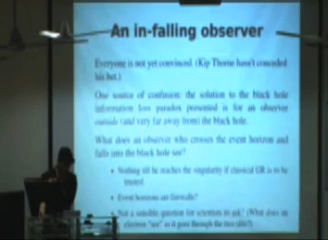 An in-falling observer
Everyone is not yet convinced. (Kip Thorne hasn't conceded
his bet.)
One source of confusion: the solution to the black hole
information loss paradox presented is for an observer
outside (and very far away from) the black hole.
What does an observer who crosses the event horizon and
falls into the black hole see?
• Nothing till he reaches the singularity if classical GR is to be
trusted.
• Event horizons are firewalls?
• Not a sensible question for scientists to ask? (What does an
electron "see" as it goes through the two slits?)